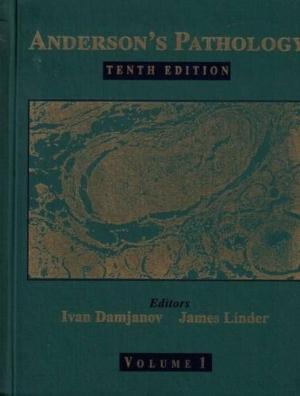 ANDERSON'S PATHOLOGY
TENTH EDITION
Editors
Ivan Damjanov James Linder
VOLUME 1